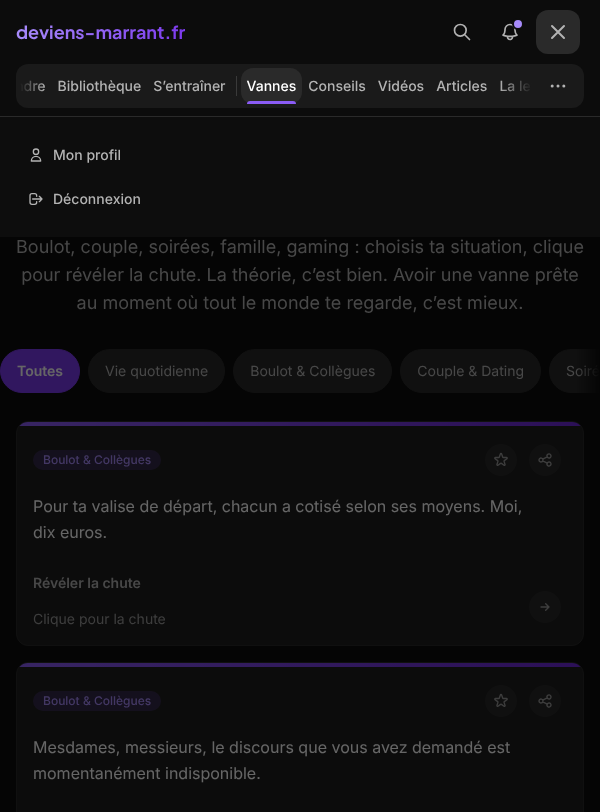 deviens-marrant.fr
Bibliothèque S'entraîner Vannes Conseils Vidéos Articles La
Mon profil
Déconnexion
Boulot, couple, soirées, famille, gaming : choisis ta situation, clique
pour révéler la chute. La théorie, c'est bien. Avoir une vanne prête
au moment où tout le monde te regarde, c'est mieux.
Toutes Vie quotidienne Boulot & Collègues Couple & Dating
Boulot & Collègues
Pour ta valise de départ, chacun a cotisé selon ses moyens. Moi,
dix euros.
Révéler la chute
Clique pour la chute
Boulot & Collègues
Mesdames, messieurs, le discours que vous avez demandé est
momentanément indisponible.